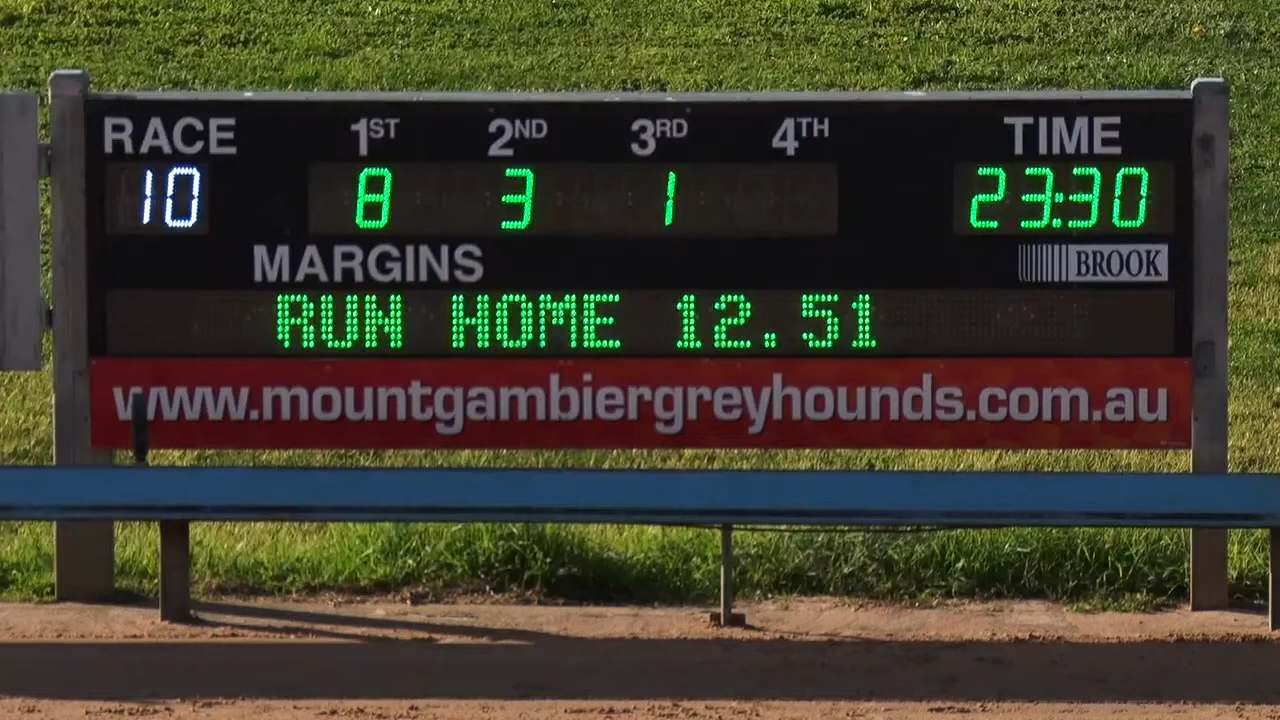 RACE 1ST 2ND 3RD 4TH TIME
10 8 3 1 23:30
MARGINS BROOK
RUN HOME 12.51
www.mountgambiergreyhounds.com.au